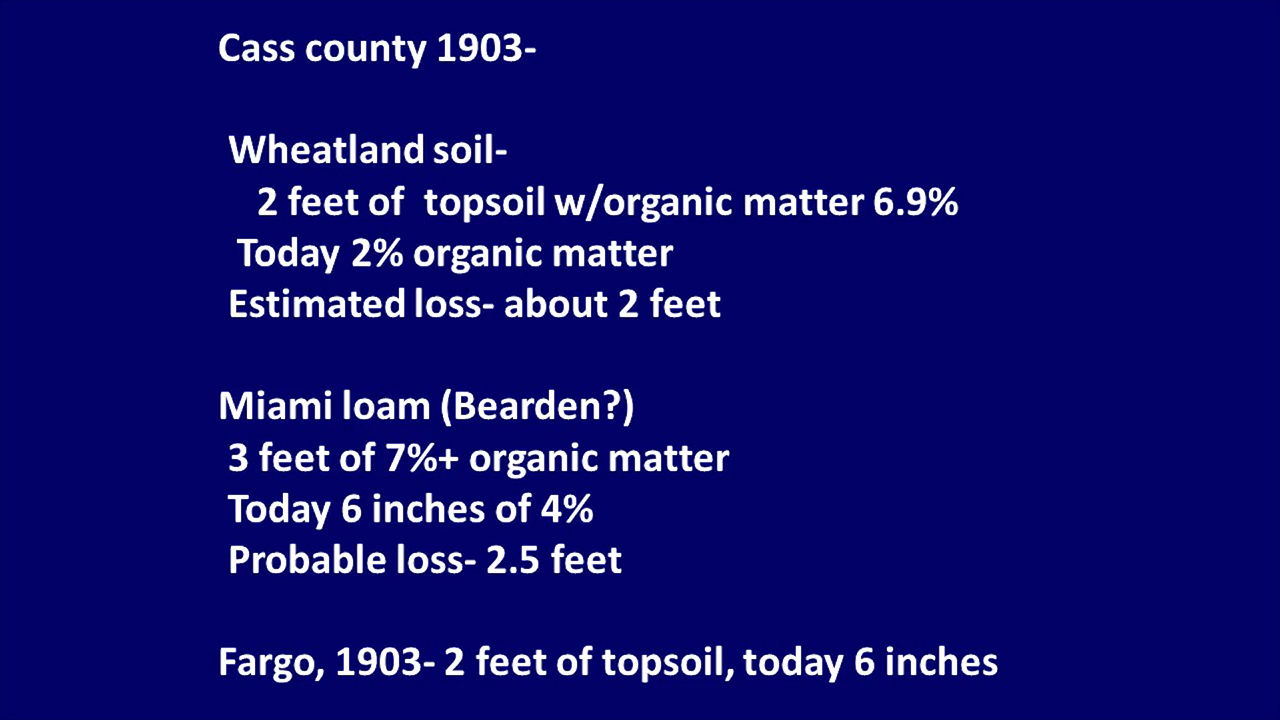 Cass county 1903-
Wheatland soil-
2 feet of topsoil w/organic matter 6.9%
Today 2% organic matter
Estimated loss- about 2 feet
Miami loam (Bearden?)
3 feet of 7%+ organic matter
Today 6 inches of 4%
Probable loss- 2.5 feet
Fargo, 1903- 2 feet of topsoil, today 6 inches